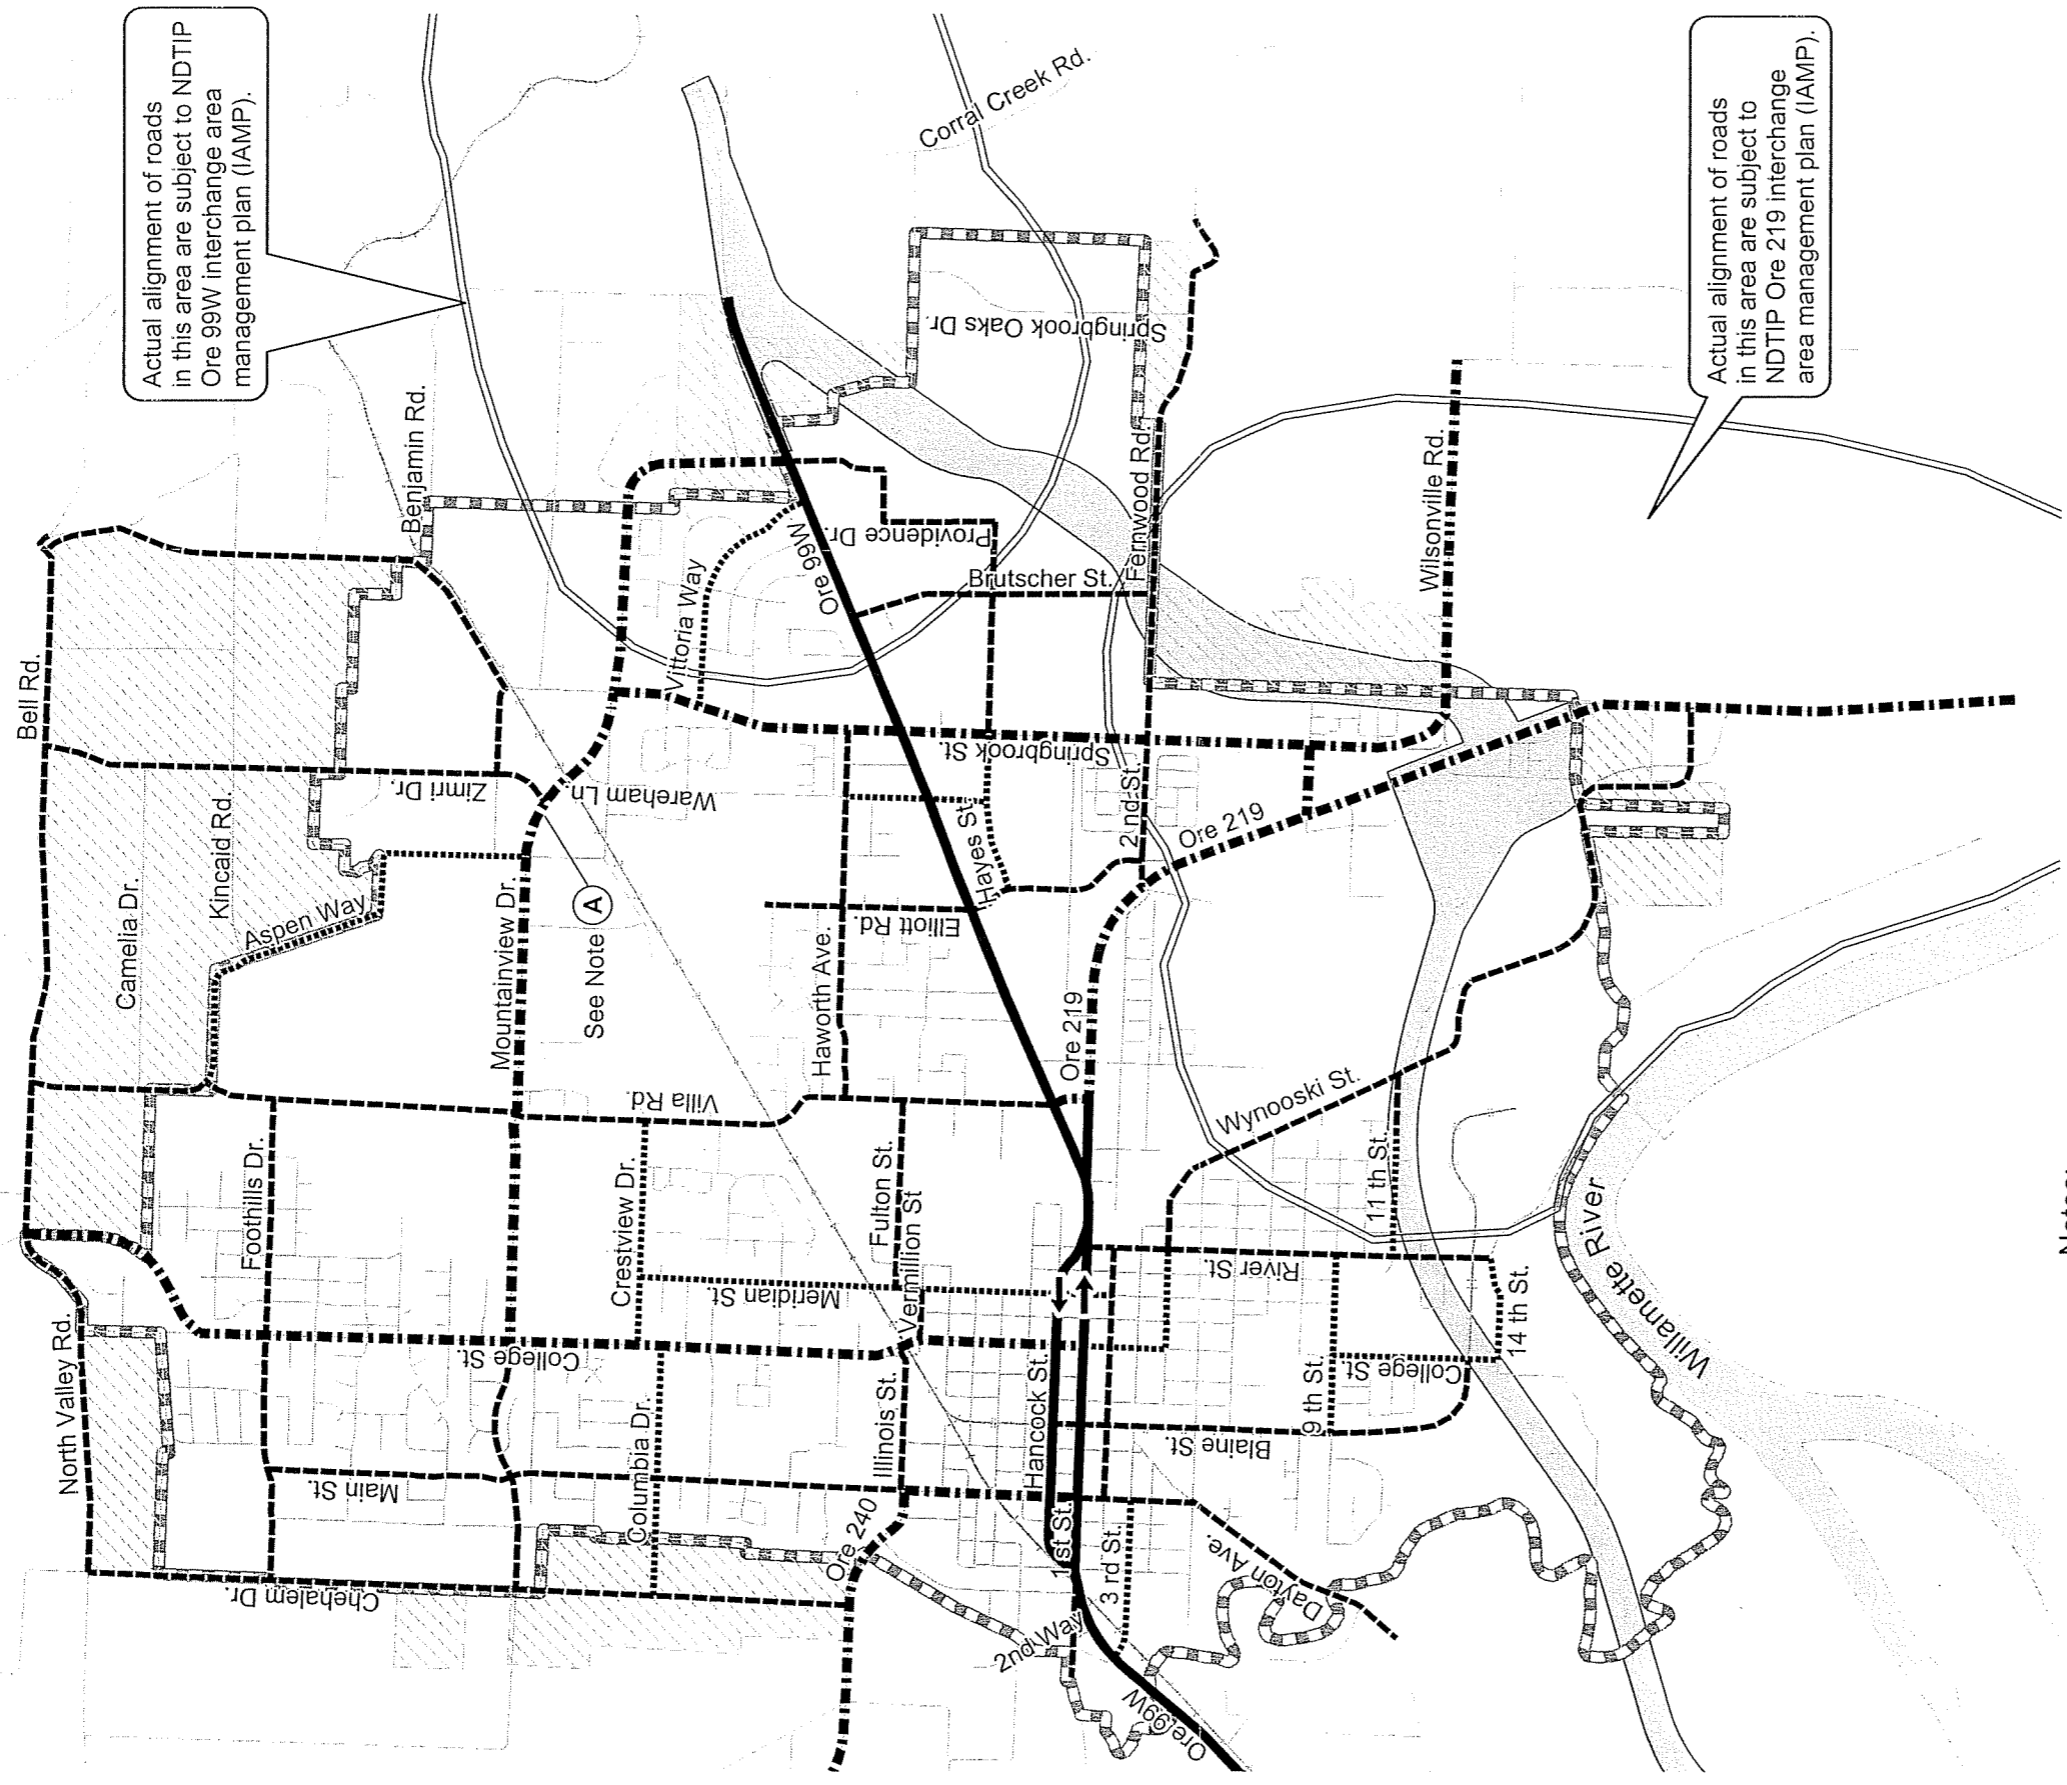 Actual alignment of roads
in this area are subject to NDTIP
Ore 99W interchange area
management plan (IAMP).
Corral Creek Rd.
Actual alignment of roads
in this area are subject to
NDTIP Ore 219 interchange
area management plan (IAMP).
Benjamin Rd.
Springbrook Oaks Dr.
Fernwood Rd.
Wilsonville Rd.
Bell Rd.
Vittoria Way
Ore 99W
Providence Dr.
Brutscher St.
Springbrook St.
Zimri Dr.
Wareham Ln
Kincaid Rd.
Camelia Dr.
Aspen Way
Mountainview Dr.
See Note A
Haworth Ave.
Elliott Rd.
Hayes St.
2 nd St.
Ore 219
Ore 219
Villa Rd.
Wynooski St.
Foothills Dr.
Crestview Dr.
Fulton St.
Vermillion St
Meridian St.
River St.
11 th St.
14 th St.
Willamette River
North Valley Rd.
College St.
College St.
Hancock St.
9 th St.
Illinois St.
Blaine St.
Main St.
Columbia Dr.
Ore 240
1st St.
3 rd St.
Dayton Ave.
Chehalem Dr.
2nd Way
Ore 99W